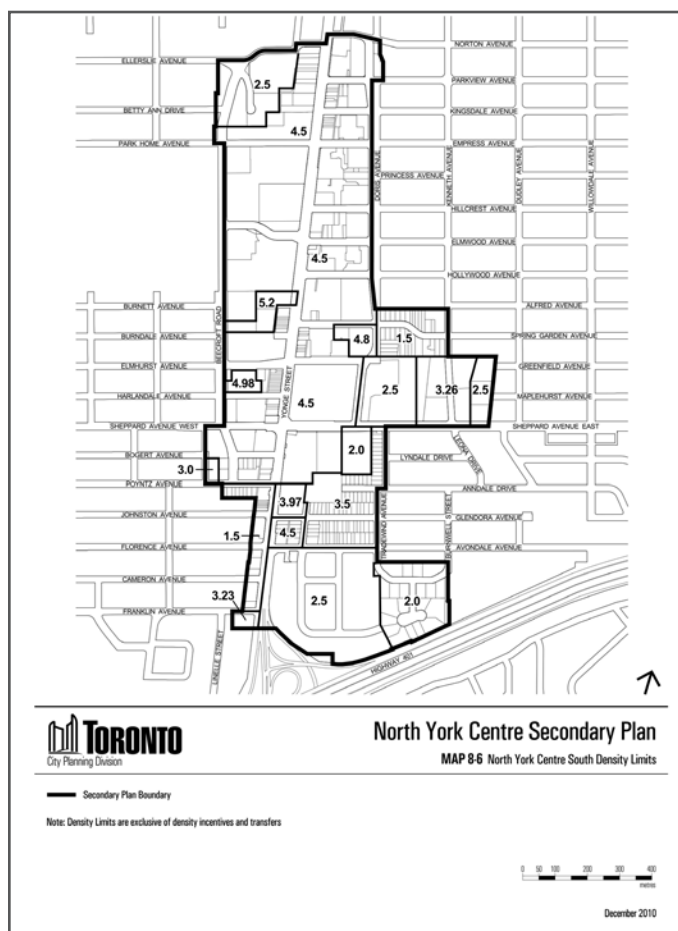 NORTON AVENUE
ELLERSLIE AVENUE
PARKVIEW AVENUE
2.5
BETTY ANN DRIVE
KINGSDALE AVENUE
4.5
PARK HOME AVENUE
EMPRESS AVENUE
DORIS AVENUE
PRINCESS AVENUE
KENNETH AVENUE
DUDLEY AVENUE
WILLOWDALE AVENUE
HILLCREST AVENUE
ELMWOOD AVENUE
4.5
HOLLYWOOD AVENUE
5.2
BURNETT AVENUE
ALFRED AVENUE
BEECROFT ROAD
BURNDALE AVENUE
4.8
1.5
SPRING GARDEN AVENUE
ELMHURST AVENUE
GREENFIELD AVENUE
4.98
YONGE STREET
4.5
2.5
3.26
2.5
HARLANDALE AVENUE
MAPLEHURST AVENUE
SHEPPARD AVENUE WEST
SHEPPARD AVENUE EAST
BOGERT AVENUE
3.0
2.0
LEONA DRIVE
LYNDALE DRIVE
POYNTZ AVENUE
ANNDALE DRIVE
3.97
3.5
JOHNSTON AVENUE
TRADEWIND AVENUE
BURNWELL STREET
GLENDORA AVENUE
1.5
4.5
FLORENCE AVENUE
AVONDALE AVENUE
CAMERON AVENUE
3.23
2.5
2.0
FRANKLIN AVENUE
LINELLE STREET
HIGHWAY 401
TORONTO
City Planning Division
North York Centre Secondary Plan
MAP 8-6 North York Centre South Density Limits
Secondary Plan Boundary
Note: Density Limits are exclusive of density incentives and transfers
0 50 100 200 300 400
metres
December 2010